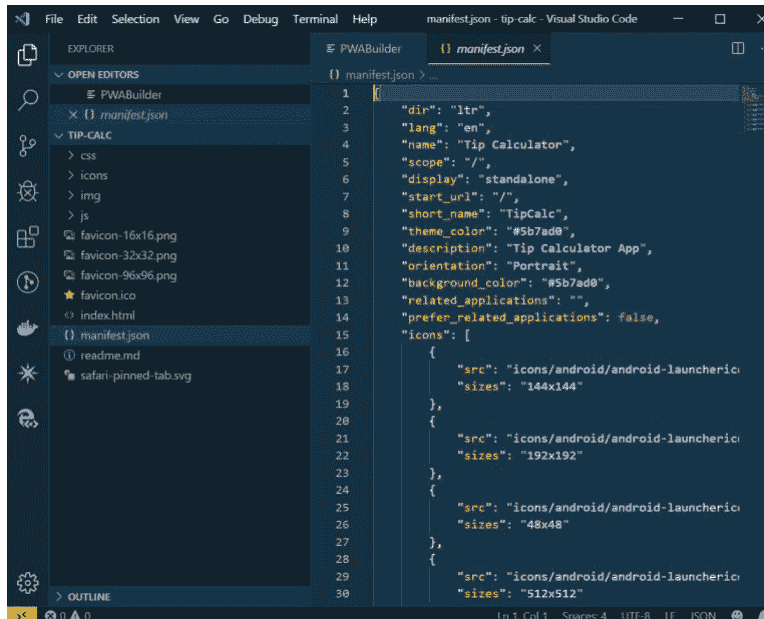 File Edit Selection View Go Debug Terminal Help manifest.json - tip-calc - Visual Studio Code
EXPLORER
OPEN EDITORS
PWABuilder
{} manifest.json
TIP-CALC
css
icons
img
js
favicon-16x16.png
favicon-32x32.png
favicon-96x96.png
favicon.ico
index.html
{} manifest.json
readme.md
safari-pinned-tab.svg
OUTLINE
PWABuilder {} manifest.json
{} manifest.json > ...
1 {
2 "dir": "ltr",
3 "lang": "en",
4 "name": "Tip Calculator",
5 "scope": "/",
6 "display": "standalone",
7 "start_url": "/",
8 "short_name": "TipCalc",
9 "theme_color": "#5b7ad0",
10 "description": "Tip Calculator App",
11 "orientation": "Portrait",
12 "background_color": "#5b7ad0",
13 "related_applications": "",
14 "prefer_related_applications": false,
15 "icons": [
16 {
17 "src": "icons/android/android-launcheric
18 "sizes": "144x144"
19 },
20 {
21 "src": "icons/android/android-launcheric
22 "sizes": "192x192"
23 },
24 {
25 "src": "icons/android/android-launcheric
26 "sizes": "48x48"
27 },
28 {
29 "src": "icons/android/android-launcheric
30 "sizes": "512x512"
0 0 Ln 1, Col 1 Spaces: 4 UTF-8 LF JSON